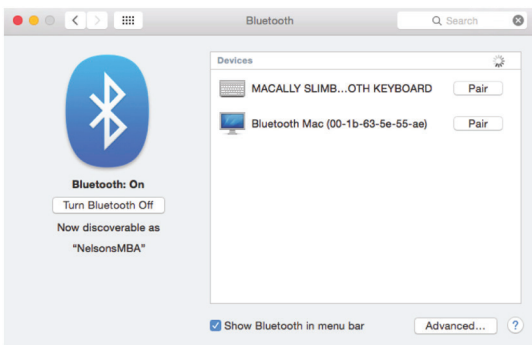 Bluetooth
Search
Devices
MACALLY SLIMB...OTH KEYBOARD
Pair
Bluetooth Mac (00-1b-63-5e-55-ae)
Pair
Bluetooth: On
Turn Bluetooth Off
Now discoverable as
“NelsonsMBA”
Show Bluetooth in menu bar
Advanced...
?